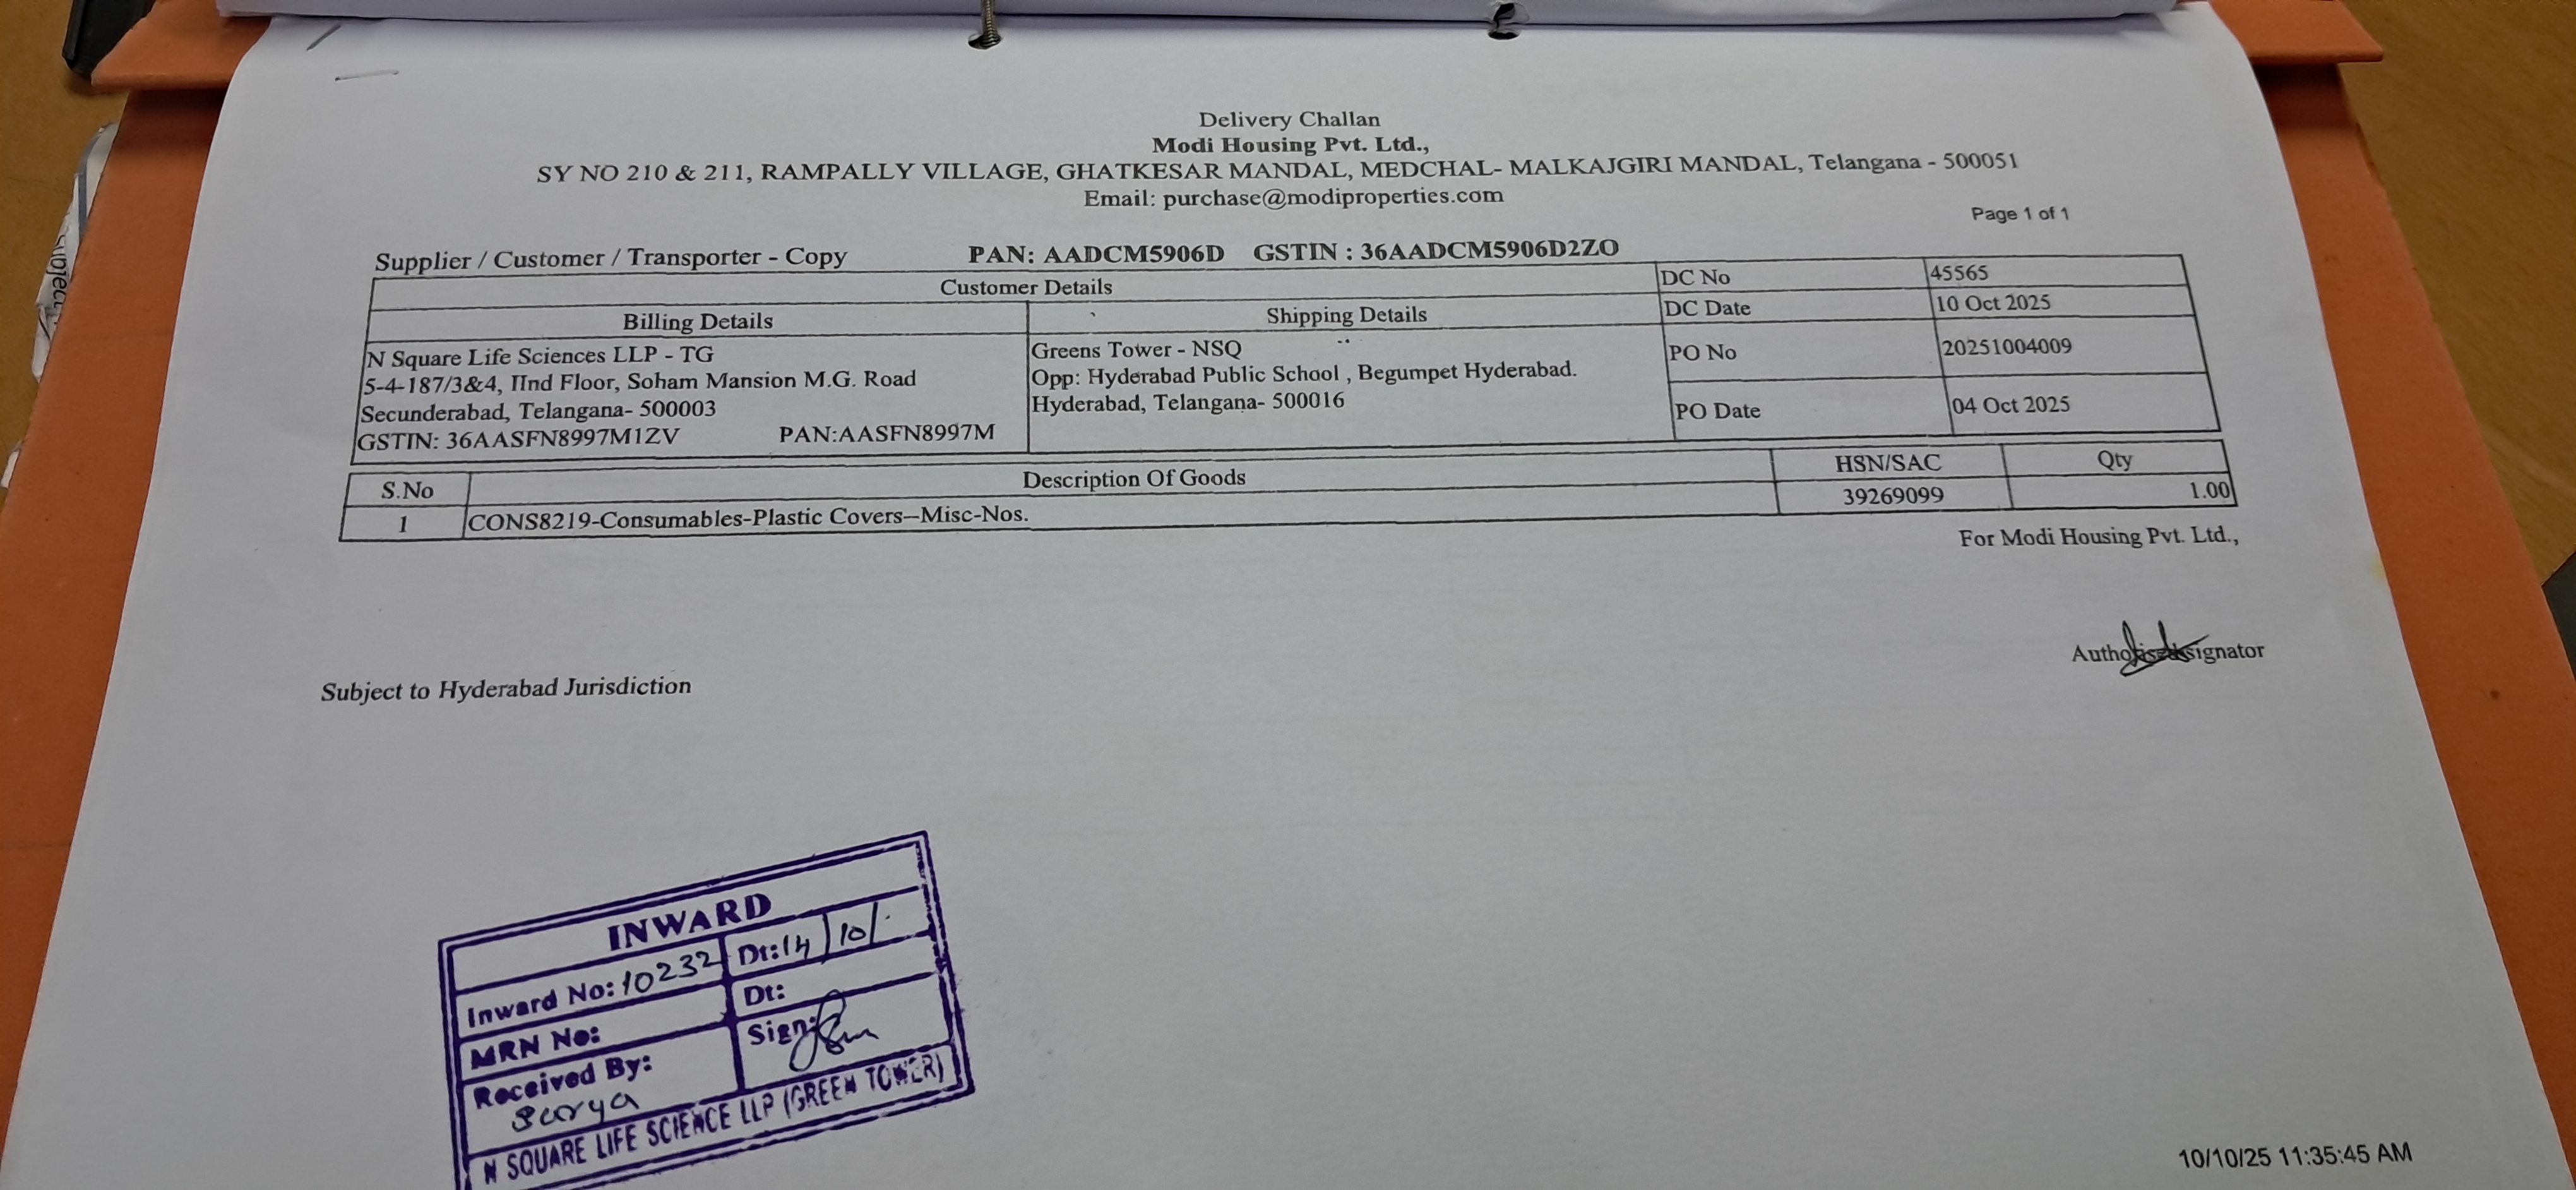 Delivery Challan
Modi Housing Pvt. Ltd.,
SY NO 210 & 211, RAMPALLY VILLAGE, GHATKESAR MANDAL, MEDCHAL- MALKAJGIRI MANDAL, Telangana - 500051
Email: purchase@modiproperties.com
Page 1 of 1
Supplier / Customer / Transporter - Copy PAN: AADCM5906D GSTIN : 36AADCM5906D2ZO
Customer Details
Billing Details
Shipping Details
N Square Life Sciences LLP - TG
5-4-187/3&4, IInd Floor, Soham Mansion M.G. Road
Secunderabad, Telangana- 500003
GSTIN: 36AASFN8997M1ZV PAN:AASFN8997M
Greens Tower - NSQ
Opp: Hyderabad Public School , Begumpet Hyderabad.
Hyderabad, Telangana- 500016
DC No 45565
DC Date 10 Oct 2025
PO No 20251004009
PO Date 04 Oct 2025
S.No Description Of Goods HSN/SAC Qty
1 CONS8219-Consumables-Plastic Covers--Misc-Nos. 39269099 1.00
For Modi Housing Pvt. Ltd.,
Subject to Hyderabad Jurisdiction
INWARD
Inward No: 10232 Dt: 14/10/
MRN No: Dt:
Received By: Surya Sign:
N SQUARE LIFE SCIENCE LLP (GREEN TOWER)
10/10/25 11:35:45 AM